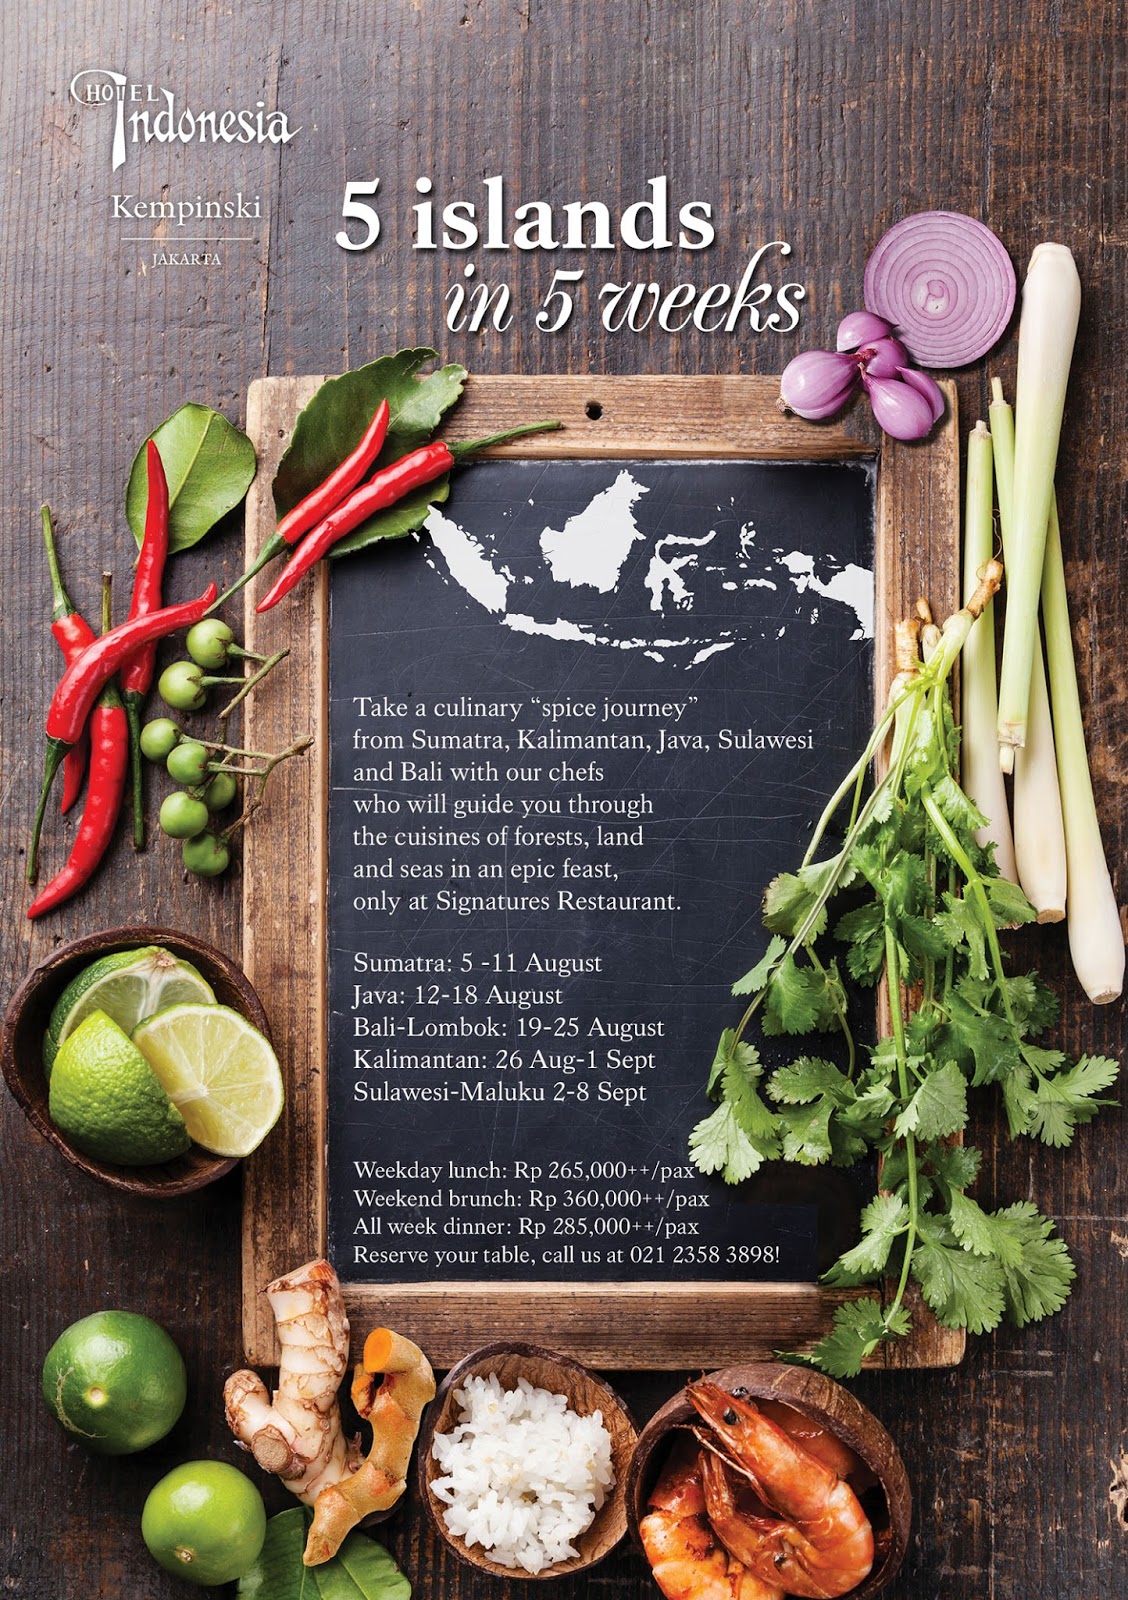 HOTEL
Indonesia
Kempinski
JAKARTA
5 islands
in 5 weeks
Take a culinary “spice journey”
from Sumatra, Kalimantan, Java, Sulawesi
and Bali with our chefs
who will guide you through
the cuisines of forests, land
and seas in an epic feast,
only at Signatures Restaurant.
Sumatra: 5 -11 August
Java: 12-18 August
Bali-Lombok: 19-25 August
Kalimantan: 26 Aug-1 Sept
Sulawesi-Maluku 2-8 Sept
Weekday lunch: Rp 265,000++/pax
Weekend brunch: Rp 360,000++/pax
All week dinner: Rp 285,000++/pax
Reserve your table, call us at 021 2358 3898!